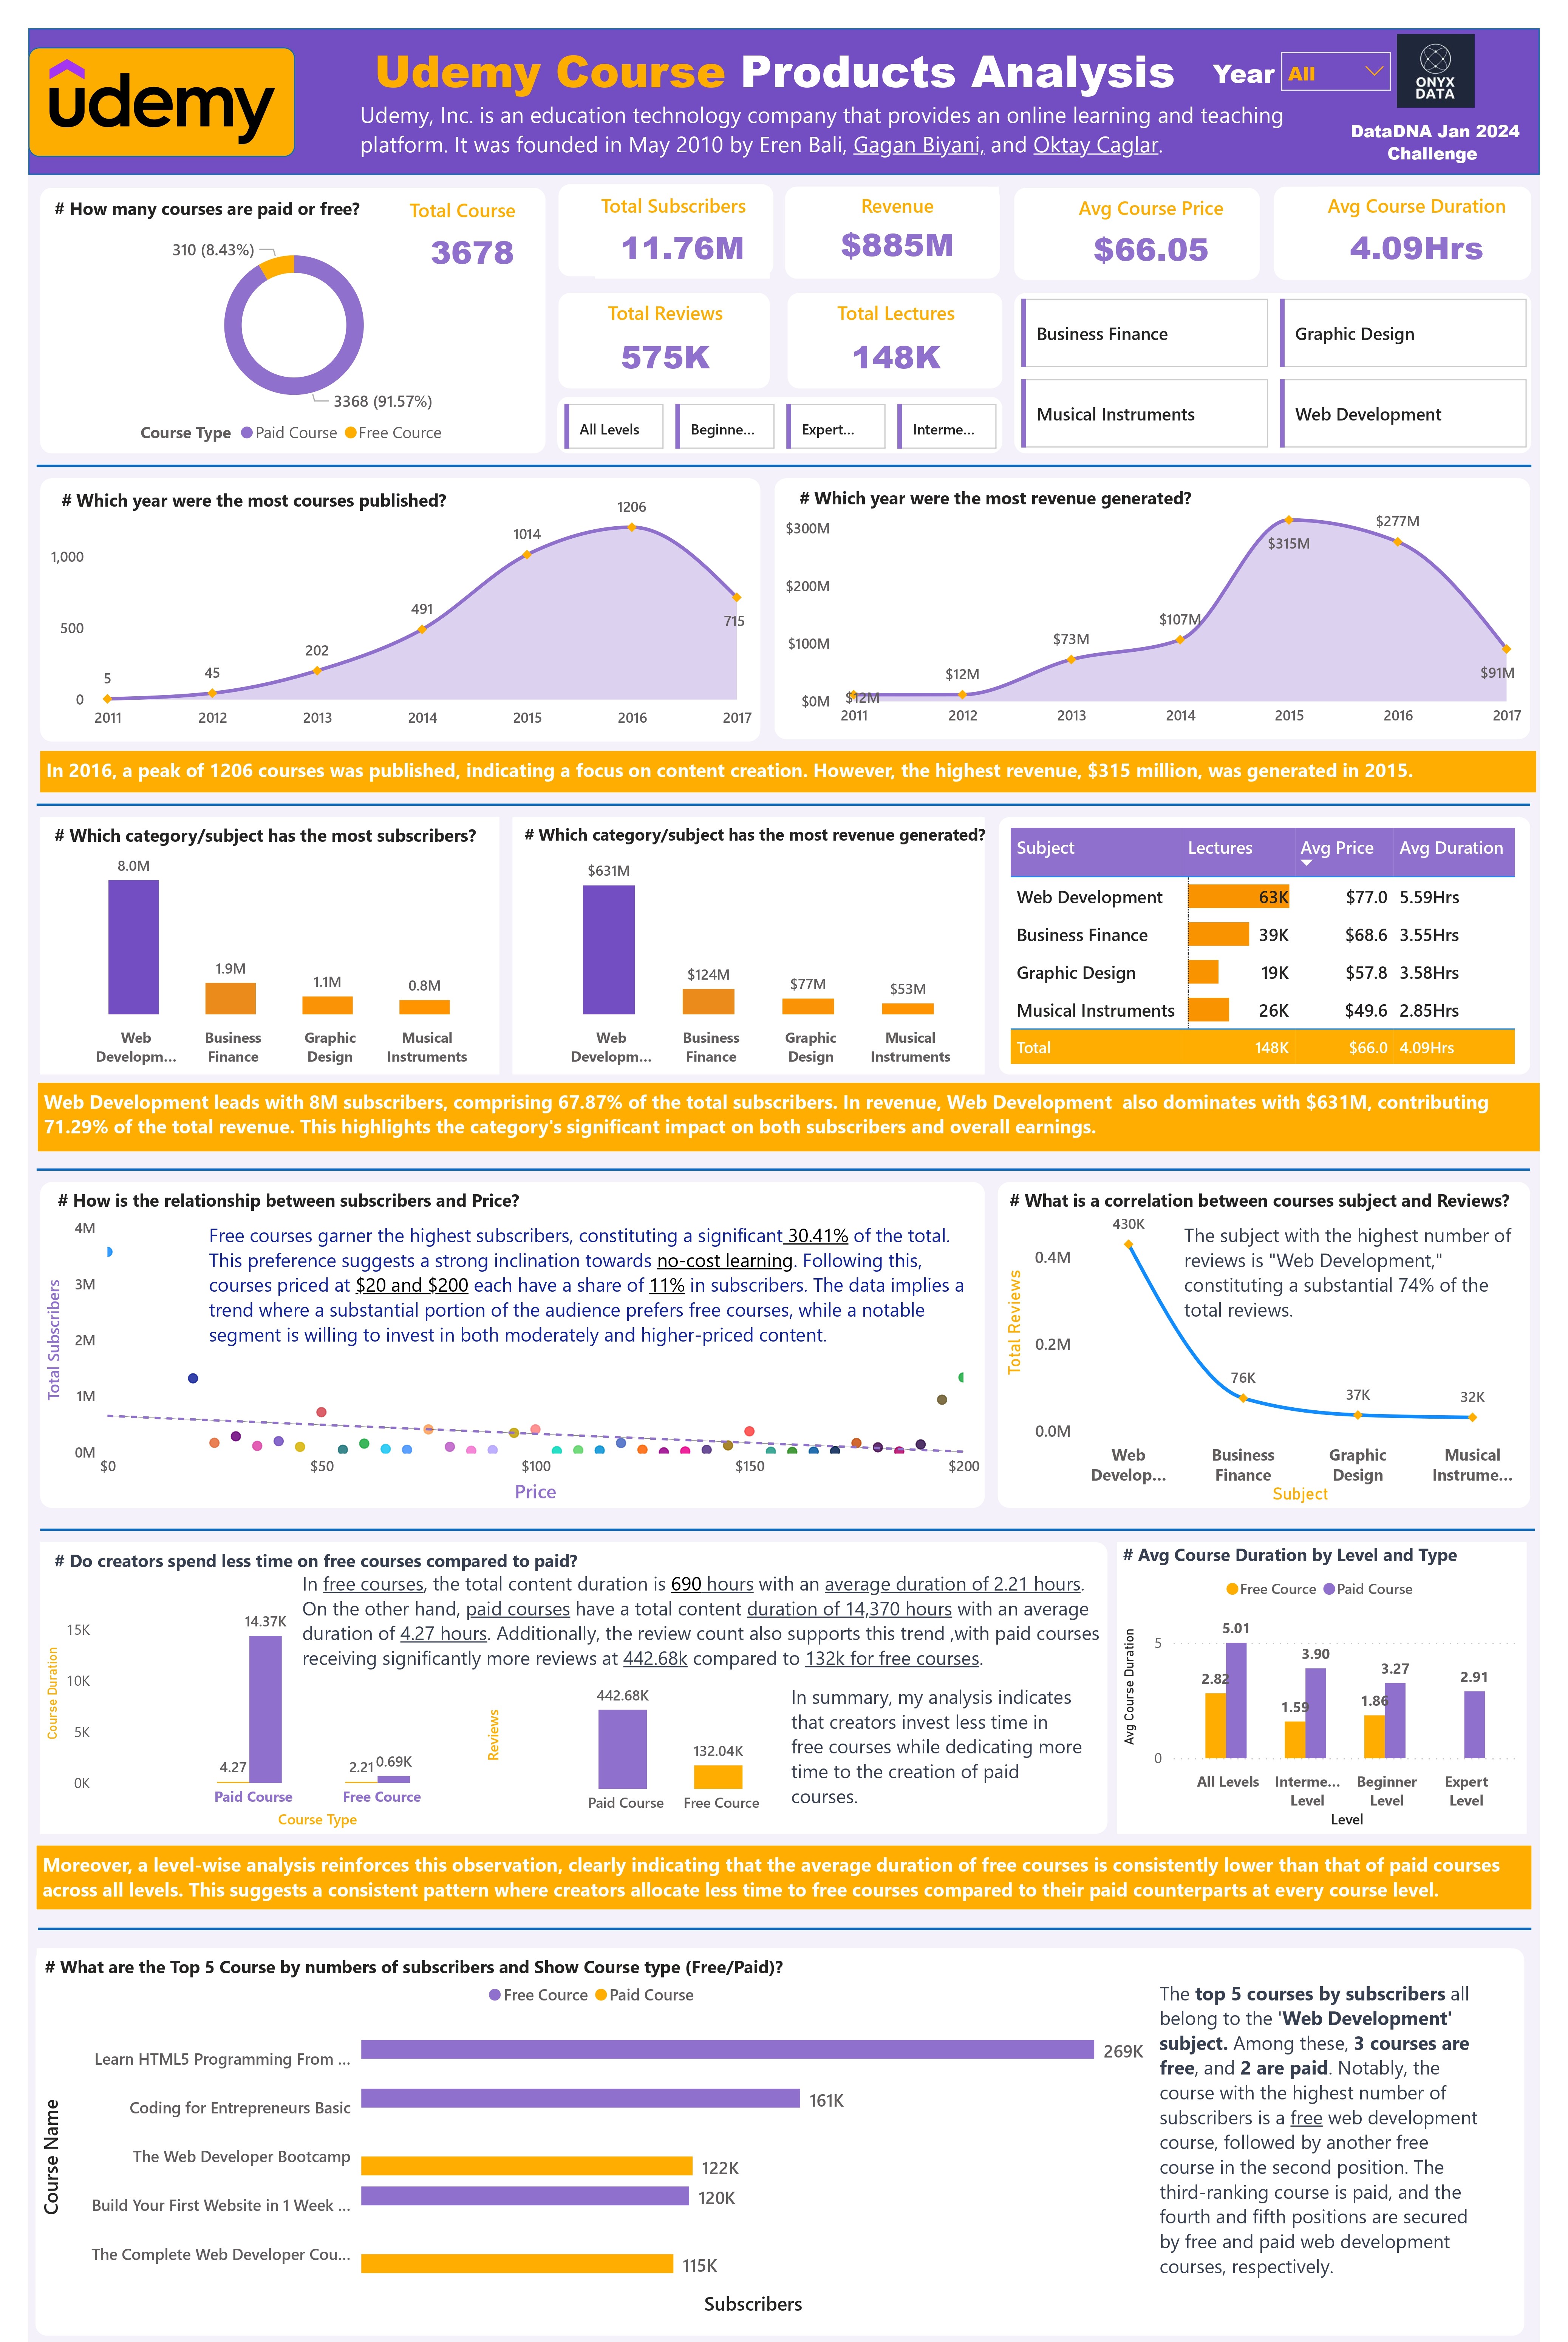 udemy
Udemy Course Products Analysis
Year
All
ONYX
DATA
Udemy, Inc. is an education technology company that provides an online learning and teaching
platform. It was founded in May 2010 by Eren Bali, Gagan Biyani, and Oktay Caglar.
DataDNA Jan 2024
Challenge
# How many courses are paid or free?
Total Course
3678
310 (8.43%)
3368 (91.57%)
Course Type Paid Course Free Cource
Total Subscribers
11.76M
Revenue
$885M
Avg Course Price
$66.05
Avg Course Duration
4.09Hrs
Total Reviews
575K
Total Lectures
148K
All Levels
Beginne...
Expert...
Interme...
Business Finance
Graphic Design
Musical Instruments
Web Development
# Which year were the most courses published?
1,000
500
0
5
45
202
491
1014
1206
715
2011 2012 2013 2014 2015 2016 2017
# Which year were the most revenue generated?
$300M
$200M
$100M
$0M
$12M
$12M
$73M
$107M
$315M
$277M
$91M
2011 2012 2013 2014 2015 2016 2017
In 2016, a peak of 1206 courses was published, indicating a focus on content creation. However, the highest revenue, $315 million, was generated in 2015.
# Which category/subject has the most subscribers?
8.0M
1.9M
1.1M
0.8M
Web
Developm...
Business
Finance
Graphic
Design
Musical
Instruments
# Which category/subject has the most revenue generated?
$631M
$124M
$77M
$53M
Web
Developm...
Business
Finance
Graphic
Design
Musical
Instruments
Subject Lectures Avg Price Avg Duration
Web Development 63K $77.0 5.59Hrs
Business Finance 39K $68.6 3.55Hrs
Graphic Design 19K $57.8 3.58Hrs
Musical Instruments 26K $49.6 2.85Hrs
Total 148K $66.0 4.09Hrs
Web Development leads with 8M subscribers, comprising 67.87% of the total subscribers. In revenue, Web Development also dominates with $631M, contributing
71.29% of the total revenue. This highlights the category's significant impact on both subscribers and overall earnings.
# How is the relationship between subscribers and Price?
Free courses garner the highest subscribers, constituting a significant 30.41% of the total.
This preference suggests a strong inclination towards no-cost learning. Following this,
courses priced at $20 and $200 each have a share of 11% in subscribers. The data implies a
trend where a substantial portion of the audience prefers free courses, while a notable
segment is willing to invest in both moderately and higher-priced content.
Total Subscribers
4M
3M
2M
1M
0M
$0 $50 $100 $150 $200
Price
# What is a correlation between courses subject and Reviews?
The subject with the highest number of
reviews is "Web Development,"
constituting a substantial 74% of the
total reviews.
Total Reviews
0.4M
0.2M
0.0M
430K
76K
37K
32K
Web
Develop...
Business
Finance
Graphic
Design
Musical
Instrume...
Subject
# Do creators spend less time on free courses compared to paid?
In free courses, the total content duration is 690 hours with an average duration of 2.21 hours.
On the other hand, paid courses have a total content duration of 14,370 hours with an average
duration of 4.27 hours. Additionally, the review count also supports this trend ,with paid courses
receiving significantly more reviews at 442.68k compared to 132k for free courses.
Course Duration
15K
10K
5K
0K
4.27
14.37K
2.21
0.69K
Paid Course
Free Cource
Course Type
Reviews
442.68K
132.04K
Paid Course
Free Cource
In summary, my analysis indicates
that creators invest less time in
free courses while dedicating more
time to the creation of paid
courses.
# Avg Course Duration by Level and Type
Free Cource Paid Course
Avg Course Duration
5
0
2.82
5.01
1.59
3.90
1.86
3.27
2.91
All Levels
Interme...
Level
Beginner
Level
Expert
Level
Level
Moreover, a level-wise analysis reinforces this observation, clearly indicating that the average duration of free courses is consistently lower than that of paid courses
across all levels. This suggests a consistent pattern where creators allocate less time to free courses compared to their paid counterparts at every course level.
# What are the Top 5 Course by numbers of subscribers and Show Course type (Free/Paid)?
Free Cource Paid Course
Course Name
Learn HTML5 Programming From ... 269K
Coding for Entrepreneurs Basic 161K
The Web Developer Bootcamp 122K
Build Your First Website in 1 Week ... 120K
The Complete Web Developer Cou... 115K
Subscribers
The top 5 courses by subscribers all
belong to the 'Web Development'
subject. Among these, 3 courses are
free, and 2 are paid. Notably, the
course with the highest number of
subscribers is a free web development
course, followed by another free
course in the second position. The
third-ranking course is paid, and the
fourth and fifth positions are secured
by free and paid web development
courses, respectively.